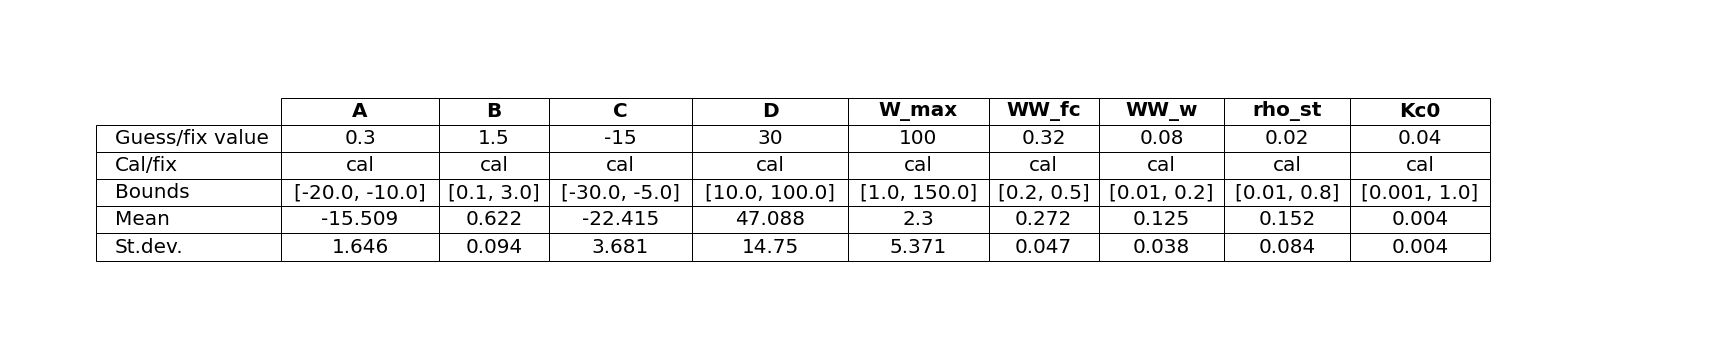 A B C D W_max WW_fc WW_w rho_st Kc0
Guess/fix value 0.3 1.5 -15 30 100 0.32 0.08 0.02 0.04
Cal/fix cal cal cal cal cal cal cal cal cal
Bounds [-20.0, -10.0] [0.1, 3.0] [-30.0, -5.0] [10.0, 100.0] [1.0, 150.0] [0.2, 0.5] [0.01, 0.2] [0.01, 0.8] [0.001, 1.0]
Mean -15.509 0.622 -22.415 47.088 2.3 0.272 0.125 0.152 0.004
St.dev. 1.646 0.094 3.681 14.75 5.371 0.047 0.038 0.084 0.004